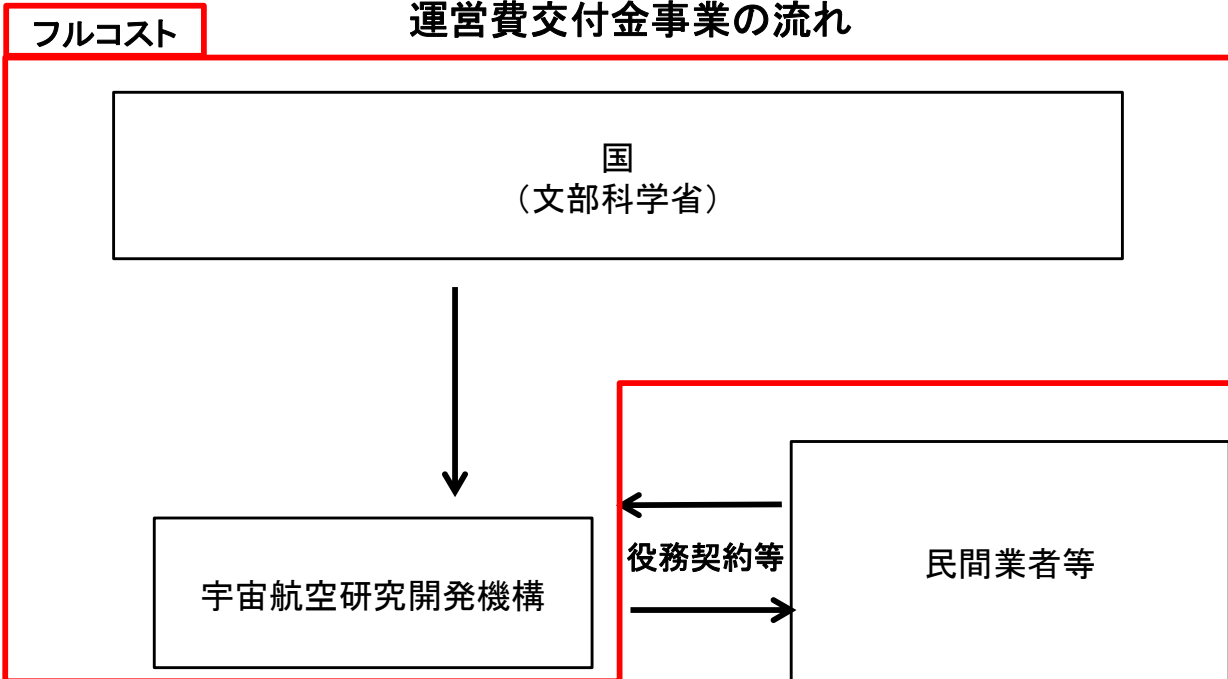 運営費交付金事業の流れ
フルコスト
国
（文部科学省）
役務契約等
民間業者等
宇宙航空研究開発機構